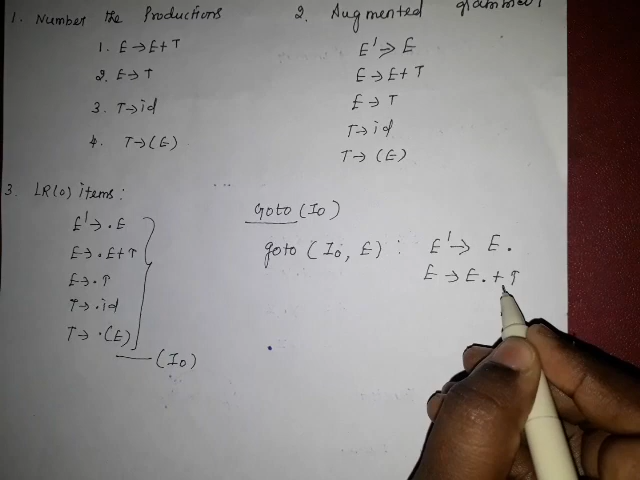 1. Number the Productions
1. E→E+T
2. E→T
3. T→id
4. T→(E)
2. Augmented grammar
E'→E
E→E+T
E→T
T→id
T→(E)
3 LR(0) items:
E'→.E
E→.E+T
E→.T
T→.id
T→.(E)
(I0)
Goto (I0)
goto (I0, E) : E'→ E.
E→E.+T